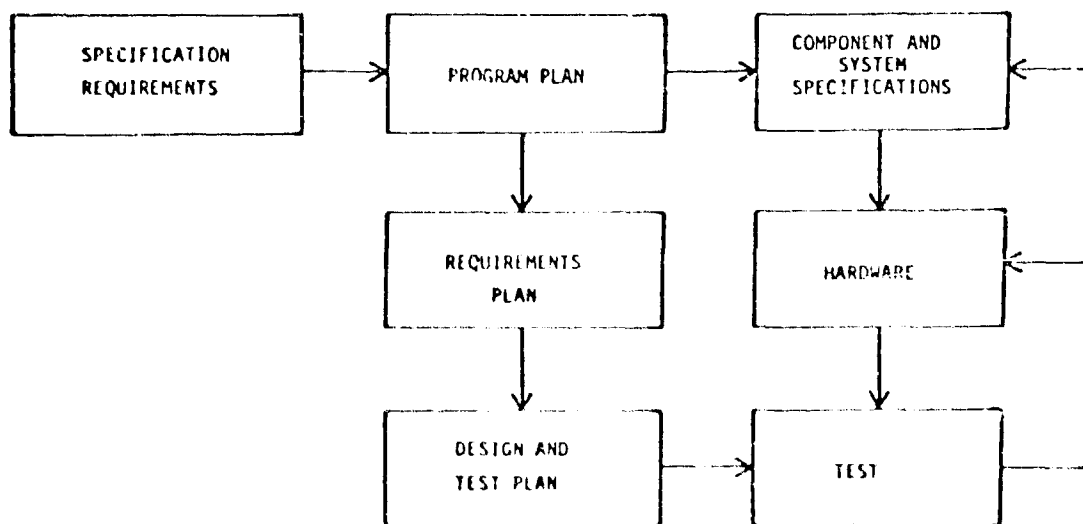 SPECIFICATION
REQUIREMENTS
PROGRAM PLAN
COMPONENT AND
SYSTEM
SPECIFICATIONS
REQUIREMENTS
PLAN
HARDWARE
DESIGN AND
TEST PLAN
TEST